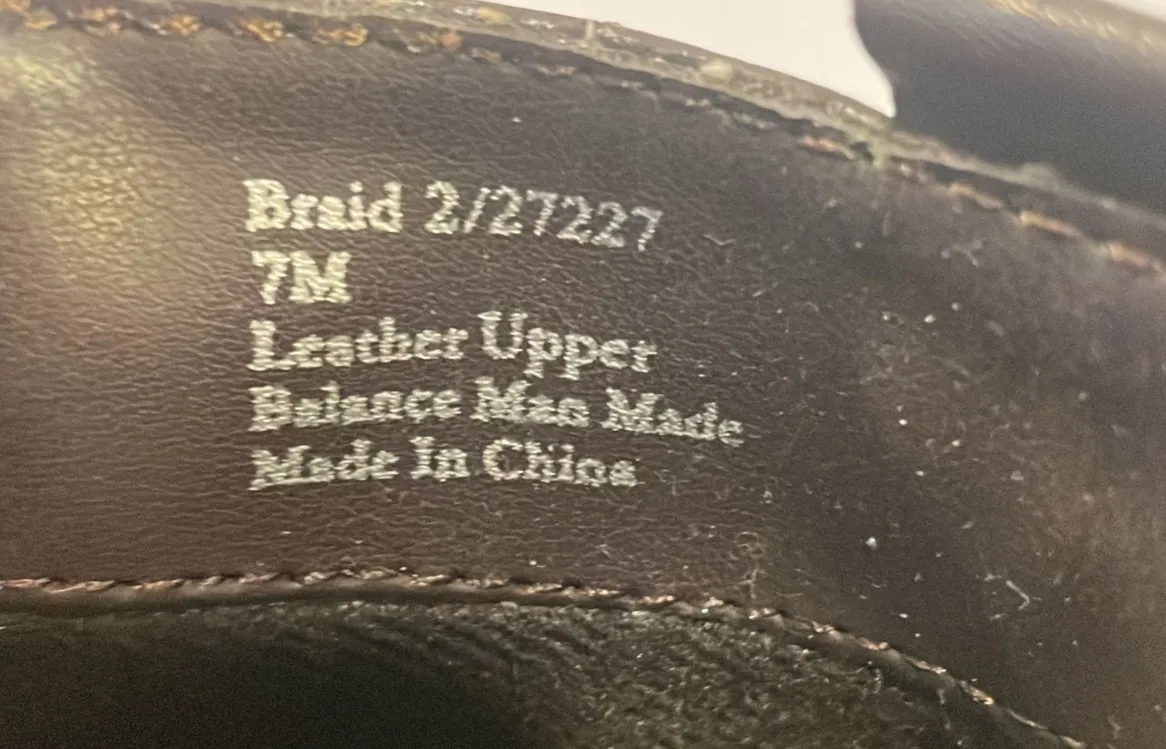 Braid 2/27227
7M
Leather Upper
Balance Man Made
Made In China